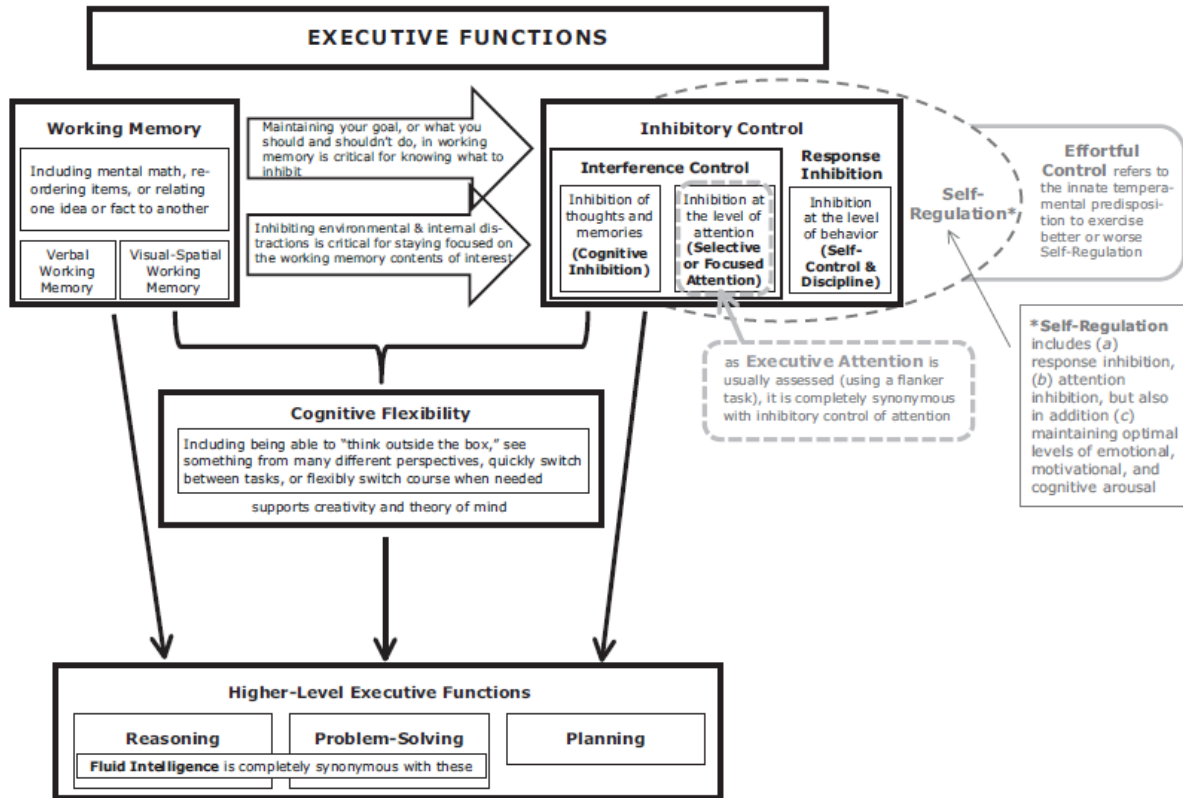 EXECUTIVE FUNCTIONS
Working Memory
Including mental math, re-
ordering items, or relating
one idea or fact to another
Verbal
Working
Memory
Visual-Spatial
Working
Memory
Maintaining your goal, or what you
should and shouldn't do, in working
memory is critical for knowing what to
inhibit
Inhibiting environmental & internal dis-
tractions is critical for staying focused on
the working memory contents of interest
Inhibitory Control
Interference Control
Inhibition of
thoughts and
memories
(Cognitive
Inhibition)
Inhibition at
the level of
attention
(Selective
or Focused
Attention)
Response
Inhibition
Inhibition
at the level
of behavior
(Self-
Control &
Discipline)
Self-
Regulation*
Effortful
Control refers to
the innate tempera-
mental predisposi-
tion to exercise
better or worse
Self-Regulation
as Executive Attention is
usually assessed (using a flanker
task), it is completely synonymous
with inhibitory control of attention
*Self-Regulation
includes (a)
response inhibition,
(b) attention
inhibition, but also
in addition (c)
maintaining optimal
levels of emotional,
motivational, and
cognitive arousal
Cognitive Flexibility
Including being able to "think outside the box," see
something from many different perspectives, quickly switch
between tasks, or flexibly switch course when needed
supports creativity and theory of mind
Higher-Level Executive Functions
Reasoning
Problem-Solving
Planning
Fluid Intelligence is completely synonymous with these